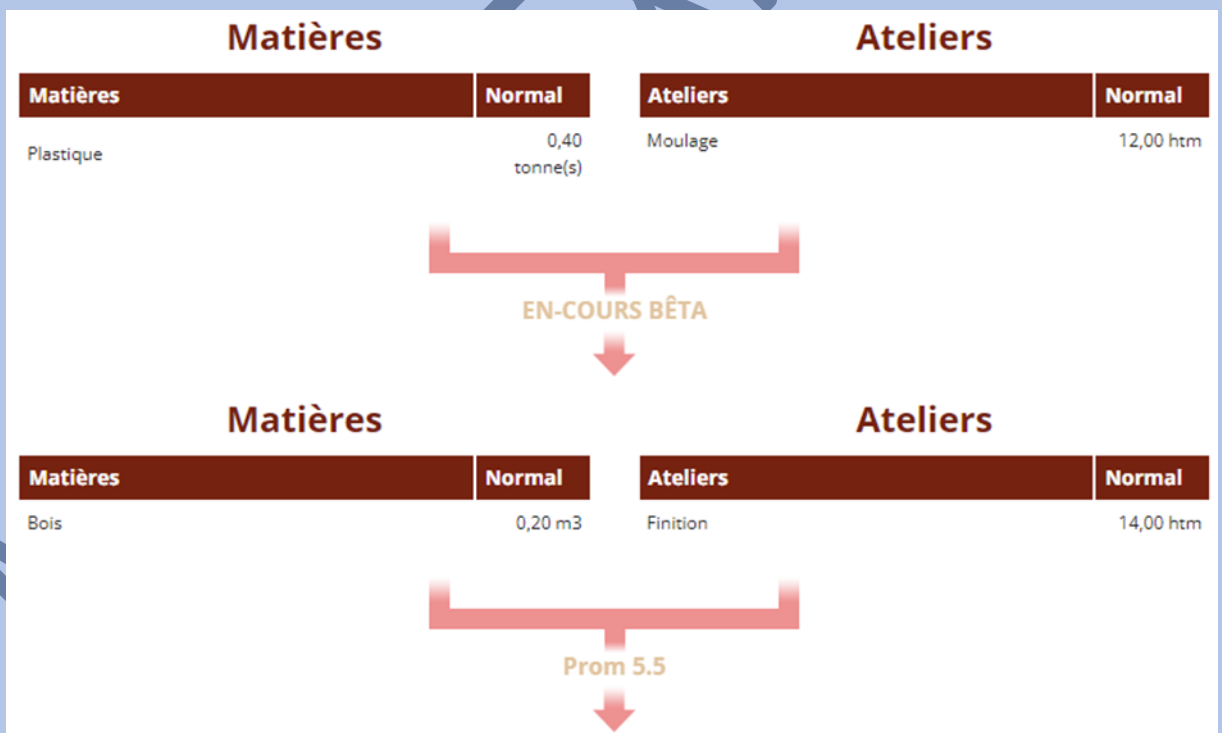 Matières Ateliers
Matières Normal Ateliers Normal
Plastique 0,40 tonne(s) Moulage 12,00 htm
EN-COURS BÊTA
Matières Ateliers
Matières Normal Ateliers Normal
Bois 0,20 m3 Finition 14,00 htm
Prom 5.5